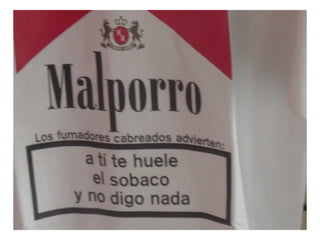 Malporro
Los fumadores cabreados advierten:
a tí te huele
el sobaco
y no digo nada